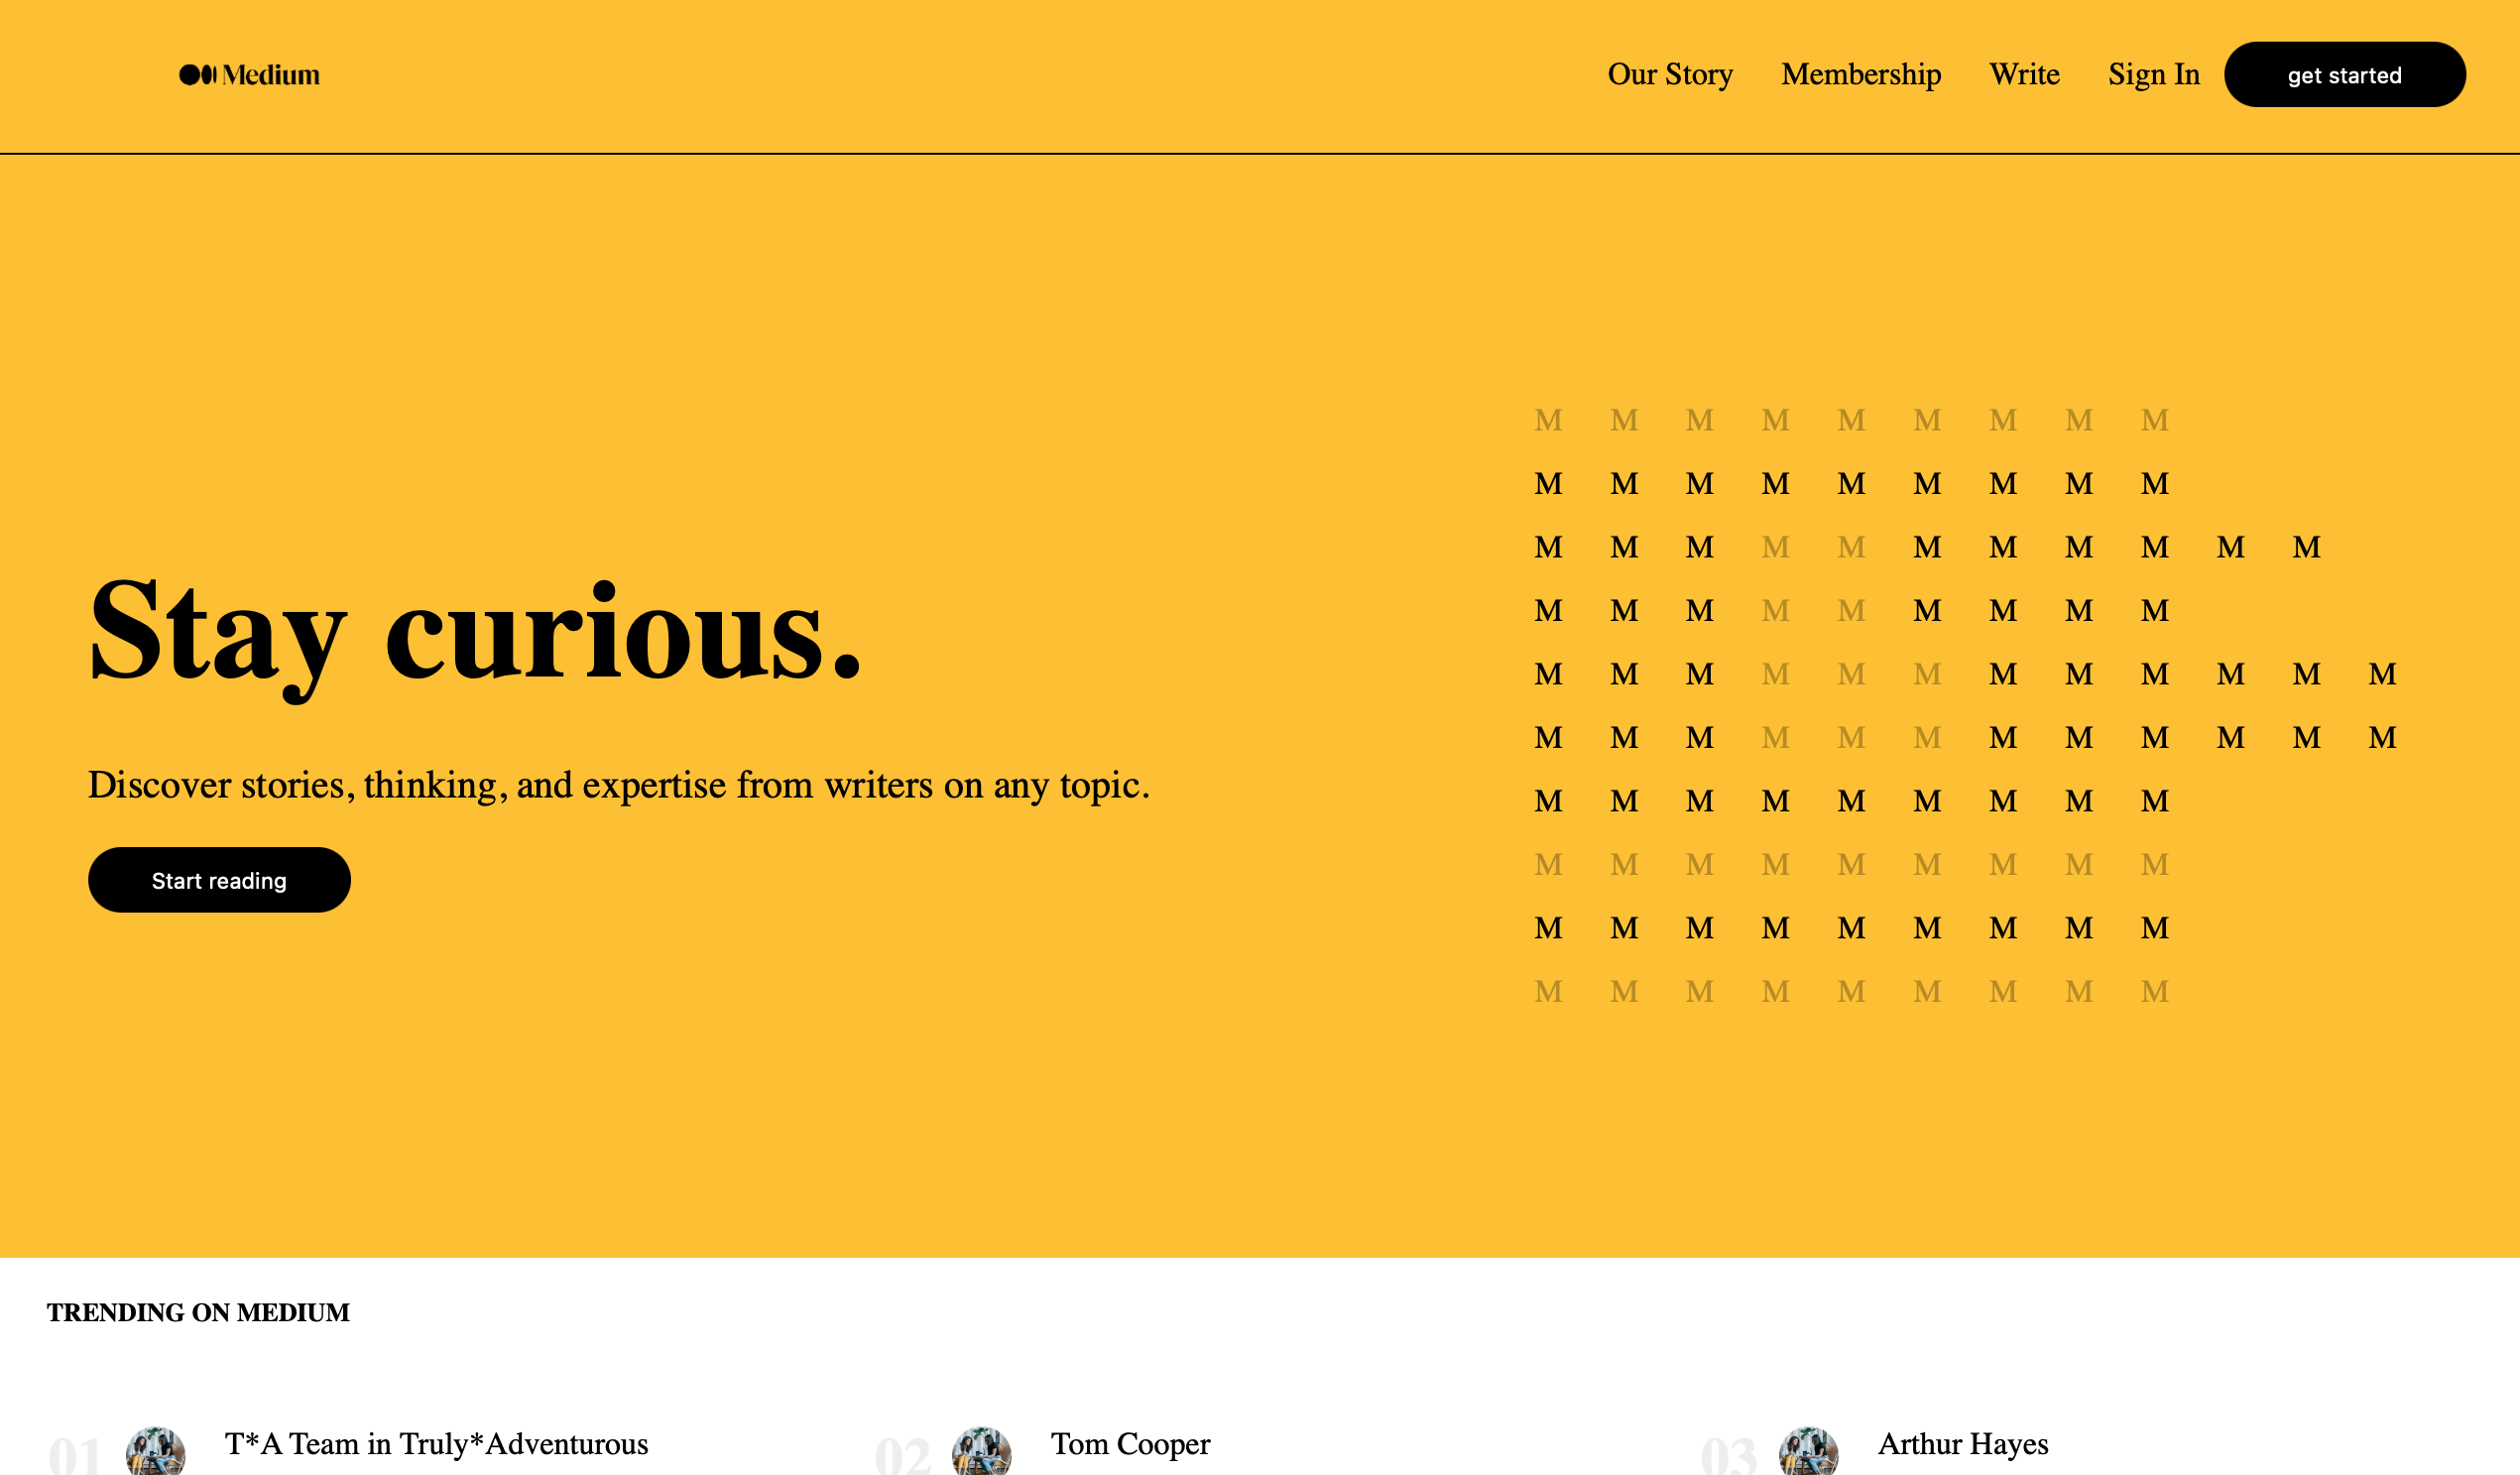 Medium
Our Story Membership Write Sign In get started
M M M M M M M M M
M M M M M M M M M
M M M M M M M M M M M
M M M M M M M M M
M M M M M M M M M M M M
M M M M M M M M M M M M
M M M M M M M M M
M M M M M M M M M
M M M M M M M M M
M M M M M M M M M
Stay curious.
Discover stories, thinking, and expertise from writers on any topic.
Start reading
TRENDING ON MEDIUM
01 T*A Team in Truly*Adventurous
02 Tom Cooper
03 Arthur Hayes